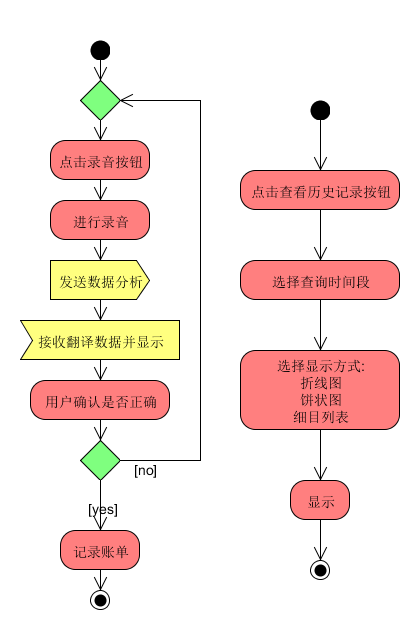 点击录音按钮
进行录音
发送数据分析
接收翻译数据并显示
用户确认是否正确
[no]
[yes]
记录账单
点击查看历史记录按钮
选择查询时间段
选择显示方式:
折线图
饼状图
细目列表
显示